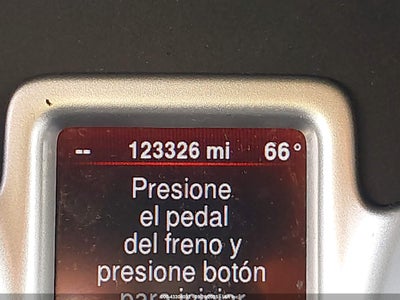 -- 123326 mi 66°
Presione
el pedal
del freno y
presione botón